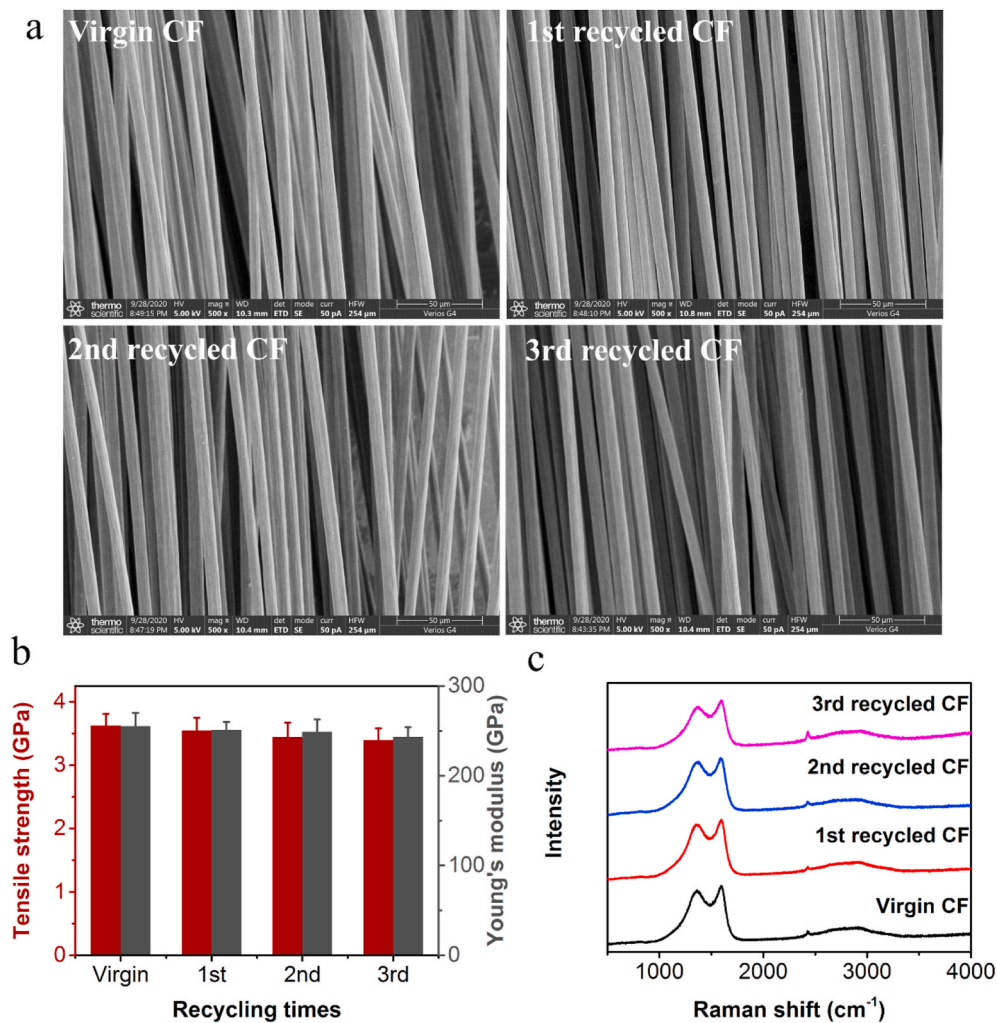 a
Virgin CF
1st recycled CF
thermo scientific 9/28/2020 8:49:15 PM HV 5.00 kV mag 500 x WD 10.3 mm det ETD mode SE curr 50 pA HFW 254 µm 50 µm Verios G4
thermo scientific 9/28/2020 8:48:10 PM HV 5.00 kV mag 500 x WD 10.8 mm det ETD mode SE curr 50 pA HFW 254 µm 50 µm Verios G4
2nd recycled CF
3rd recycled CF
thermo scientific 9/28/2020 8:47:19 PM HV 5.00 kV mag 500 x WD 10.4 mm det ETD mode SE curr 50 pA HFW 254 µm 50 µm Verios G4
thermo scientific 9/28/2020 8:43:35 PM HV 5.00 kV mag 500 x WD 10.4 mm det ETD mode SE curr 50 pA HFW 254 µm 50 µm Verios G4
b
Tensile strength (GPa)
4
3
2
1
0
300
200
100
0
Young's modulus (GPa)
Virgin 1st 2nd 3rd
Recycling times
c
Intensity
3rd recycled CF
2nd recycled CF
1st recycled CF
Virgin CF
1000 2000 3000 4000
Raman shift (cm⁻¹)